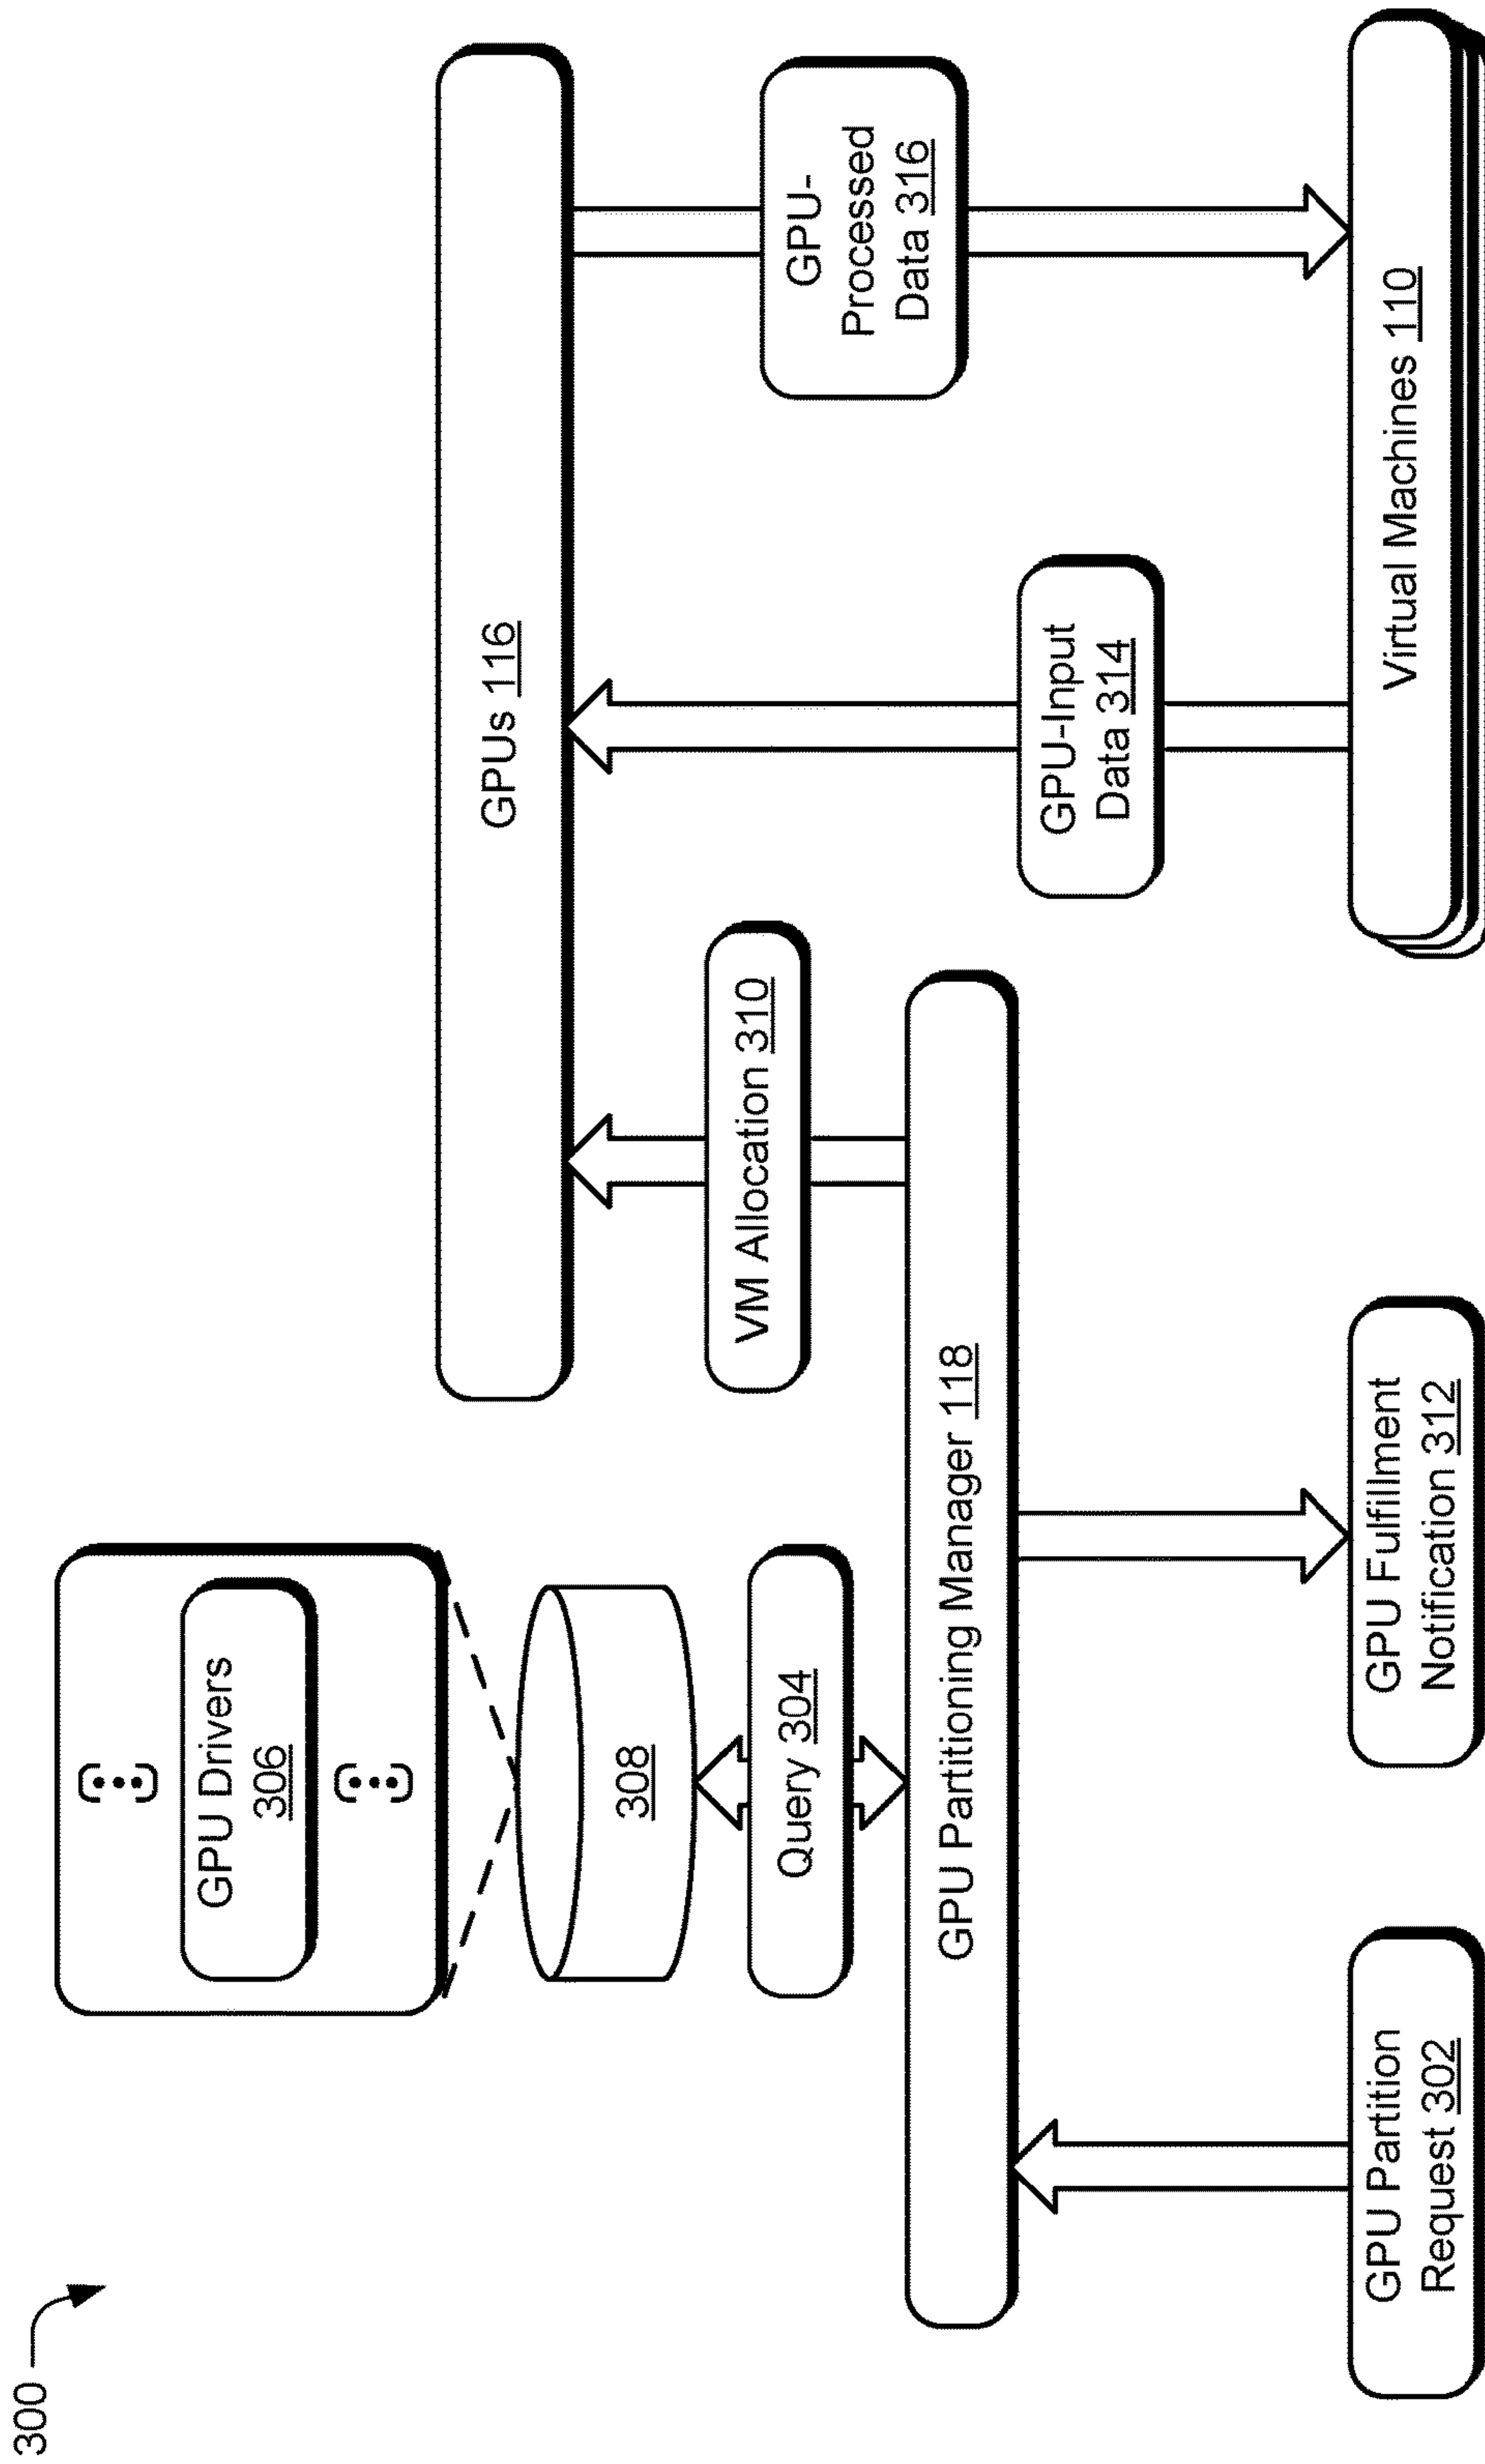 300
[•••]
GPU Drivers
306
[•••]
308
Query 304
GPUs 116
VM Allocation 310
GPU Partitioning Manager 118
GPU-
Processed
Data 316
GPU-Input
Data 314
GPU Partition
Request 302
GPU Fulfillment
Notification 312
Virtual Machines 110